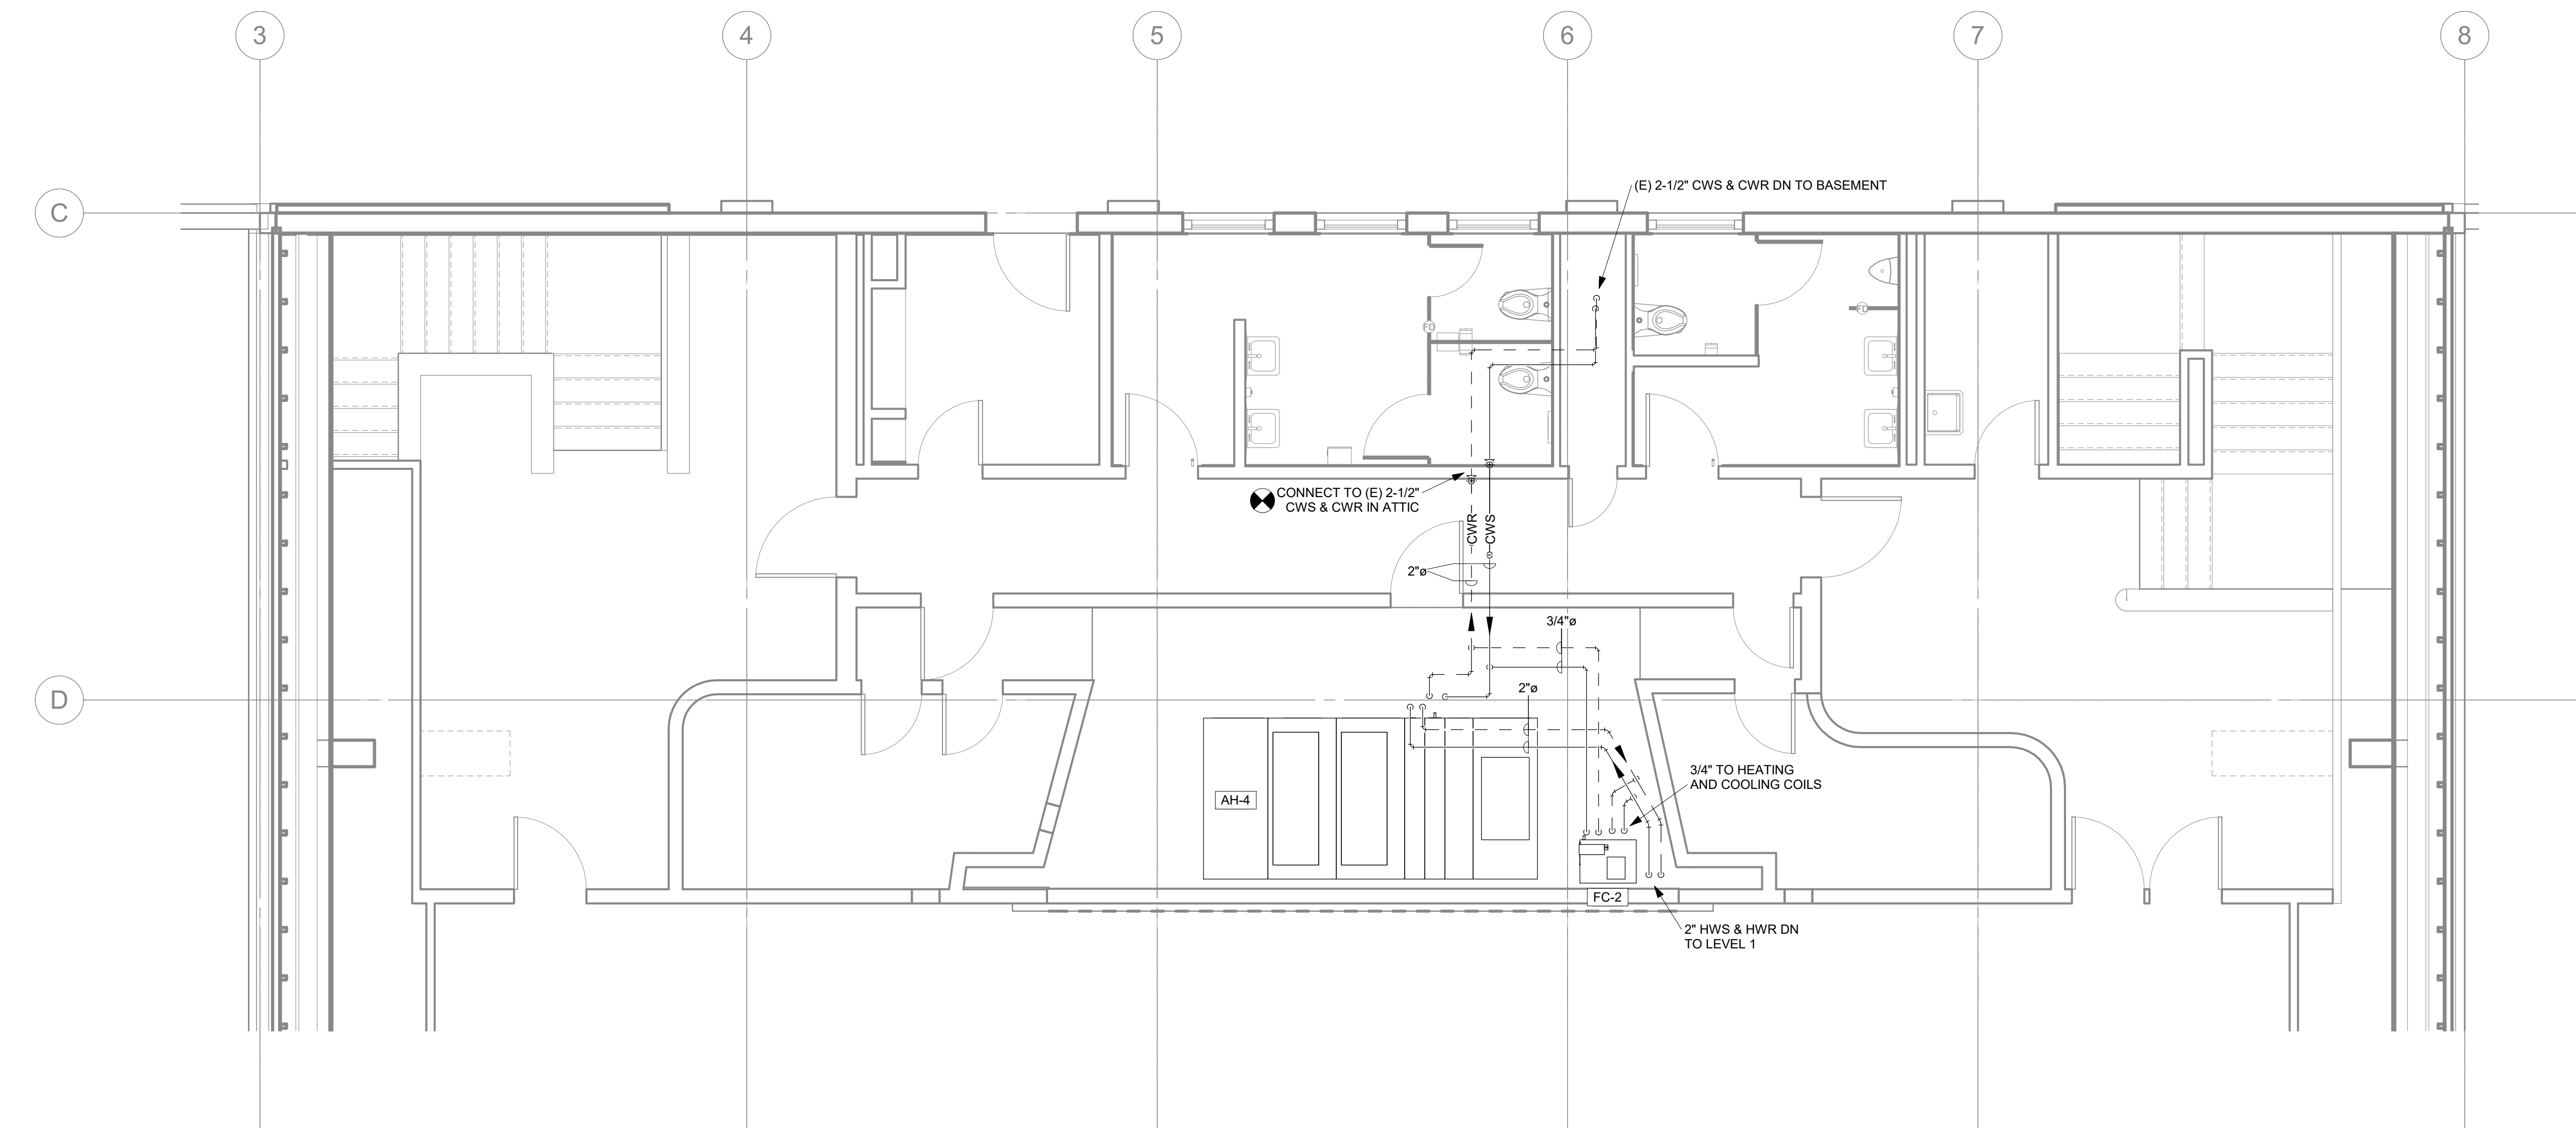 3
4
5
6
7
8
C
(E) 2-1/2" CWS & CWR DN TO BASEMENT
FD
FD
CONNECT TO (E) 2-1/2"
CWS & CWR IN ATTIC
CWR
CWS
2"ø
3/4"ø
D
2"ø
3/4" TO HEATING
AND COOLING COILS
AH-4
FC-2
2" HWS & HWR DN
TO LEVEL 1